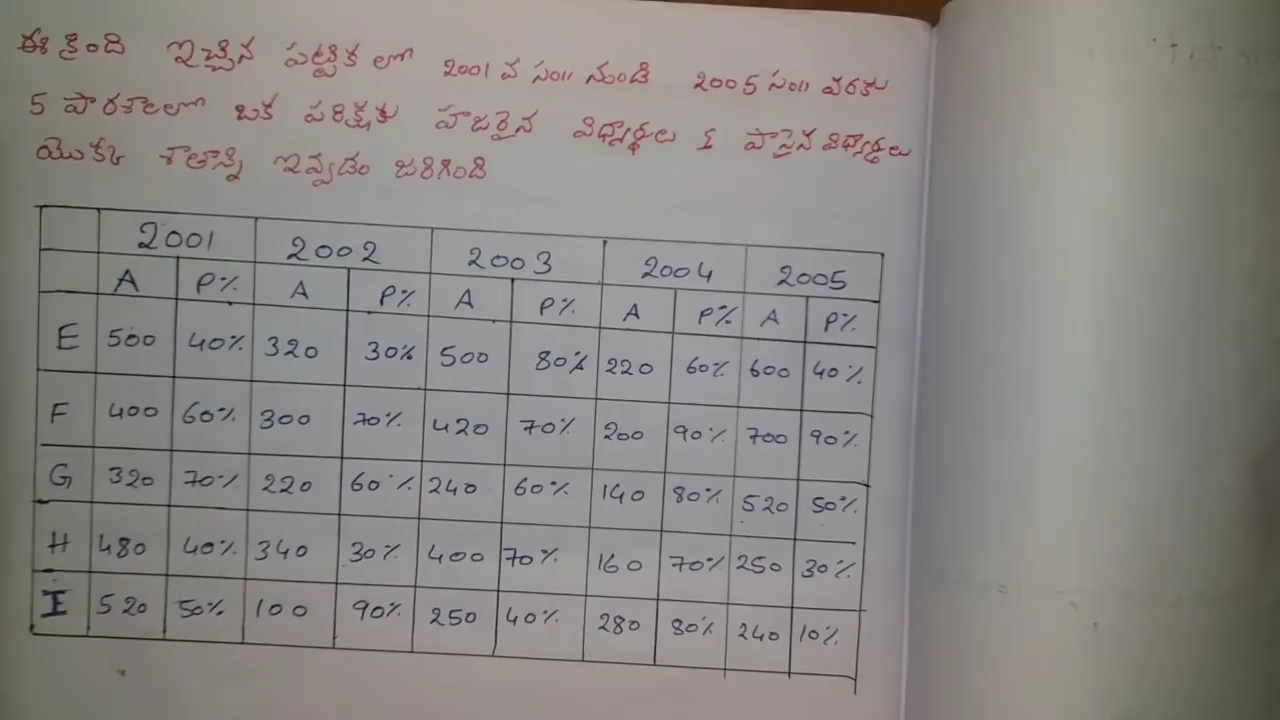 ఈ క్రింది ఇచ్చిన పట్టిక లో 2001 వ సం॥ నుండి 2005 సం॥ వరకు
5 పాఠశాలలో ఒక పరీక్షకు హాజరైన విద్యార్థులు & పాసైన విద్యార్థులు
యొక్క శాతాన్ని ఇవ్వడం జరిగింది
2001 2002 2003 2004 2005
A P% A P% A P% A P% A P%
E 500 40% 320 30% 500 80% 220 60% 600 40%
F 400 60% 300 70% 420 70% 200 90% 700 90%
G 320 70% 220 60% 240 60% 140 80% 520 50%
H 480 40% 340 30% 400 70% 160 70% 250 30%
I 520 50% 100 90% 250 40% 280 80% 240 10%